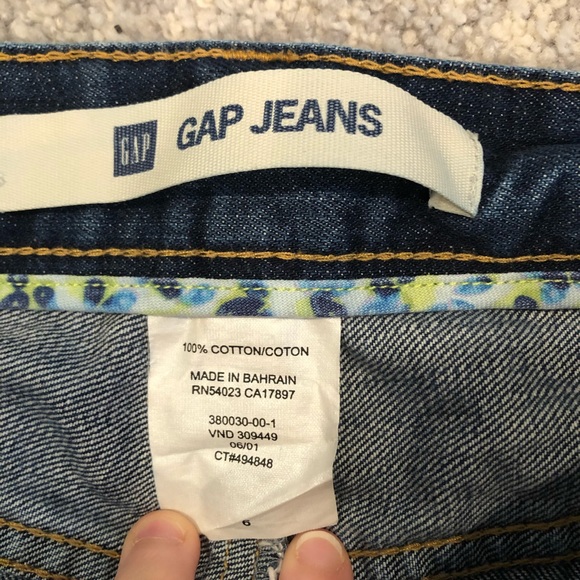 GAP
GAP JEANS
100% COTTON/COTON
MADE IN BAHRAIN
RN54023 CA17897
380030-00-1
VND 309449
06/01
CT#494848
6